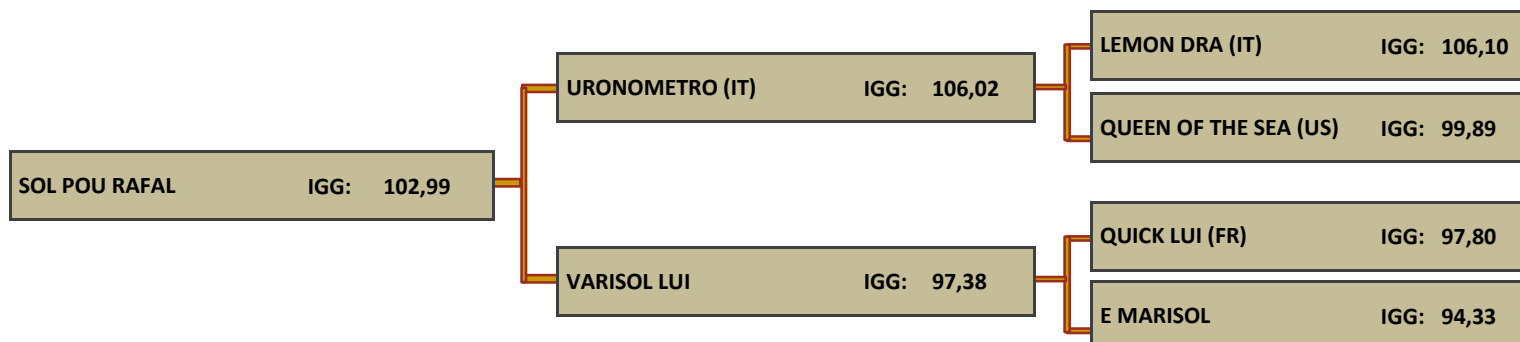 LEMON DRA (IT) IGG: 106,10
URONOMETRO (IT) IGG: 106,02
QUEEN OF THE SEA (US) IGG: 99,89
SOL POU RAFAL IGG: 102,99
QUICK LUI (FR) IGG: 97,80
VARISOL LUI IGG: 97,38
E MARISOL IGG: 94,33